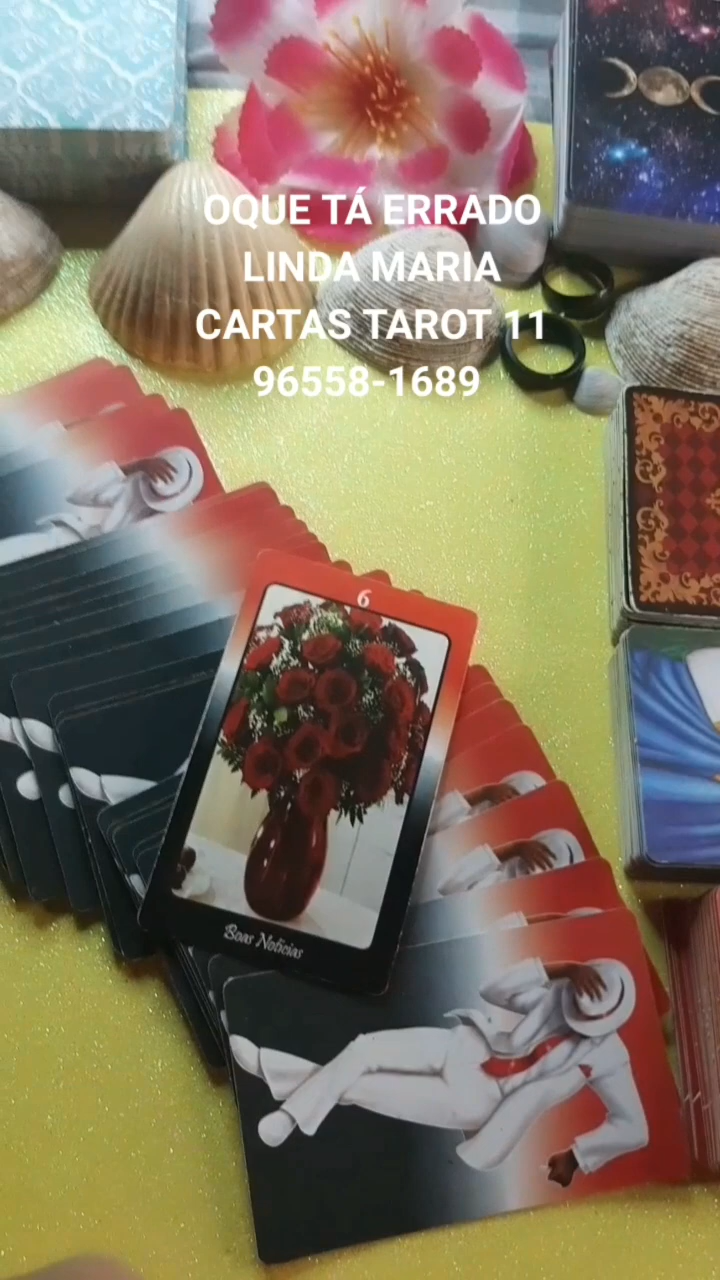 OQUE TÁ ERRADO
LINDA MARIA
CARTAS TAROT 11
96558-1689
6
Boas Notícias